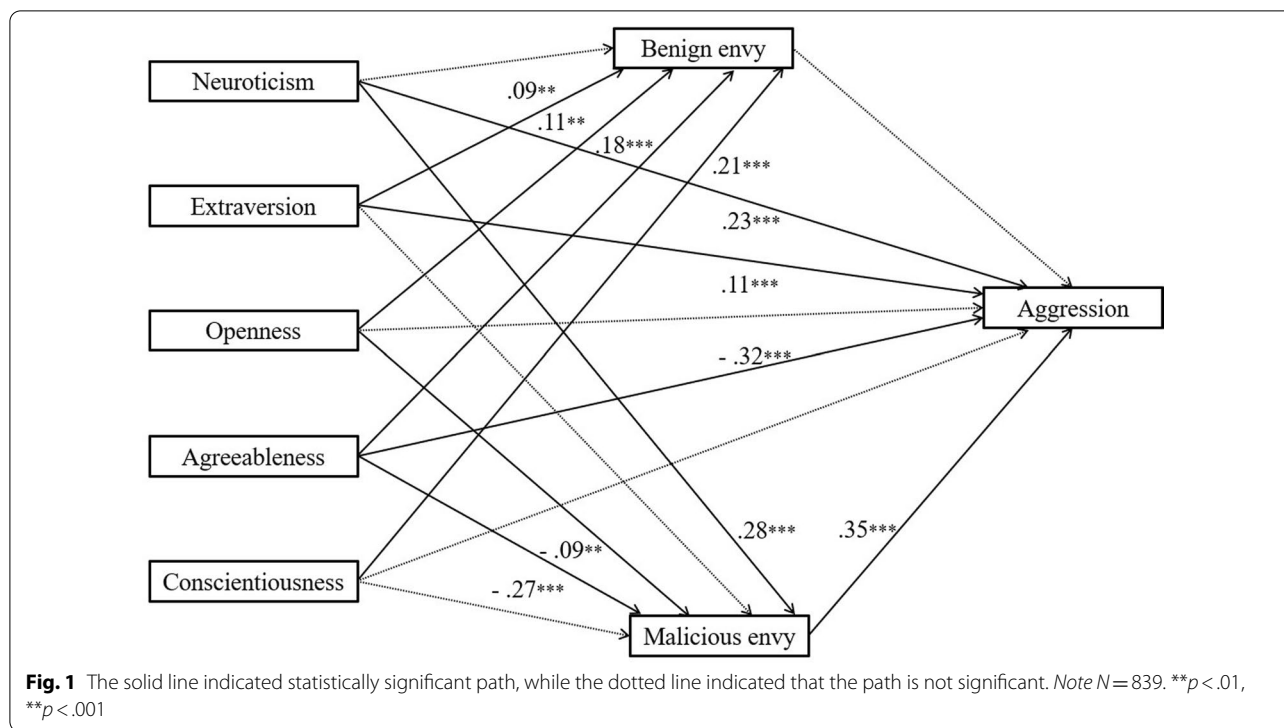 Benign envy
Neuroticism
.09**
.11**
.18***
.21***
Extraversion
.23***
.11***
Aggression
Openness
- .32***
Agreeableness
.28***
.35***
- .09**
Conscientiousness
- .27***
Malicious envy
Fig. 1 The solid line indicated statistically significant path, while the dotted line indicated that the path is not significant. Note N = 839. **p < .01,
**p < .001